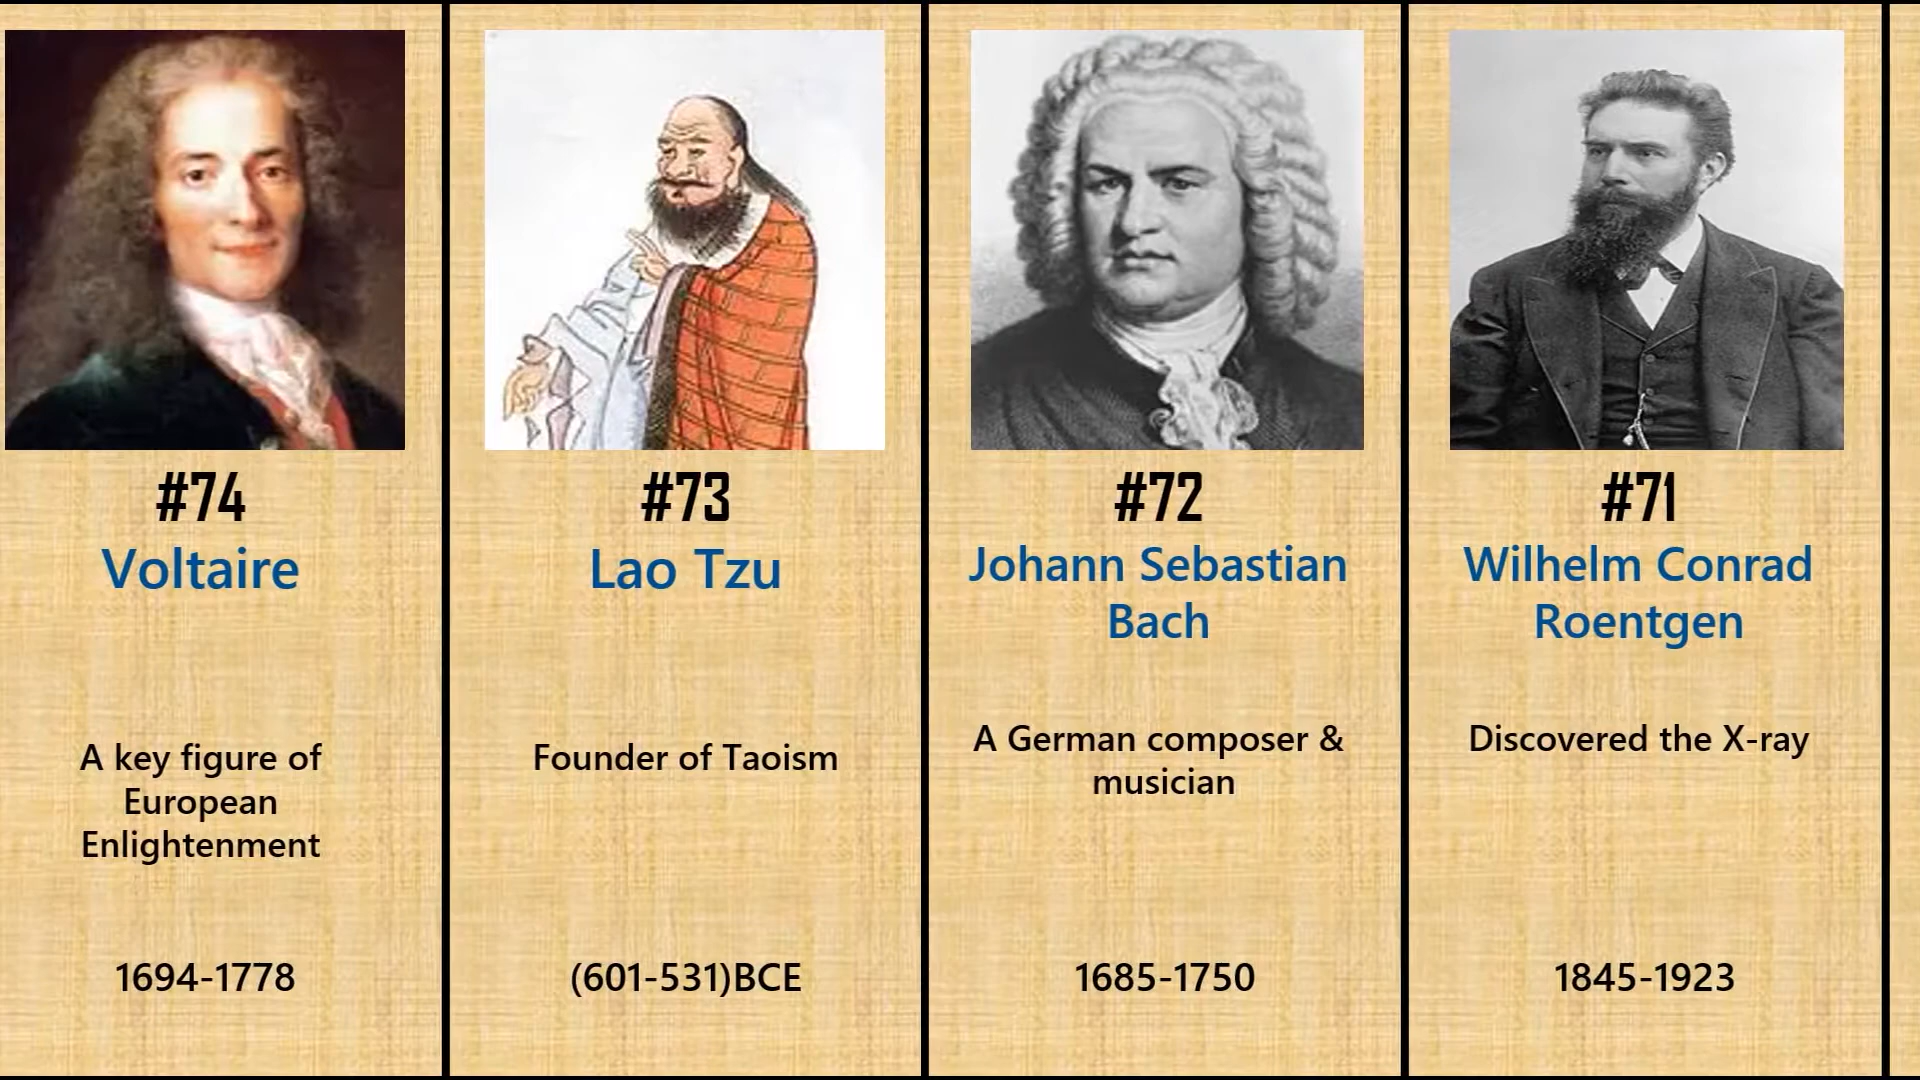 #74
Voltaire
A key figure of
European
Enlightenment
1694-1778
#73
Lao Tzu
Founder of Taoism
(601-531)BCE
#72
Johann Sebastian
Bach
A German composer &
musician
1685-1750
#71
Wilhelm Conrad
Roentgen
Discovered the X-ray
1845-1923